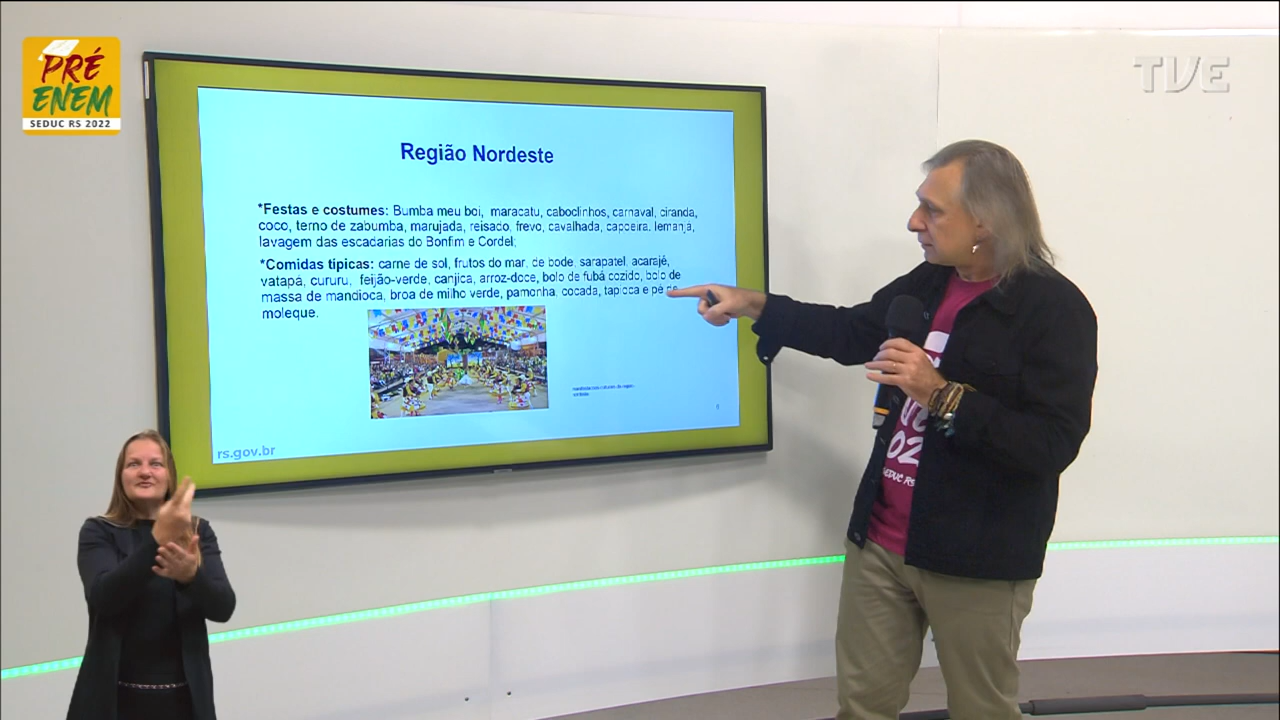 PRÉ
ENEM
SEDUC RS 2022
TVE
Região Nordeste
*Festas e costumes: Bumba meu boi, maracatu, caboclinhos, carnaval, ciranda,
coco, terno de zabumba, marujada, reisado, frevo, cavalhada, capoeira. Iemanjá,
lavagem das escadarias do Bonfim e Cordel;
*Comidas típicas: carne de sol, frutos do mar, de bode, sarapatel, acarajé,
vatapá, cururu, feijão-verde, canjica, arroz-doce, bolo de fubá cozido, bolo de
massa de mandioca, broa de milho verde, pamonha, cocada, tapioca e pé de
moleque.
rs.gov.br
SEDUC RS